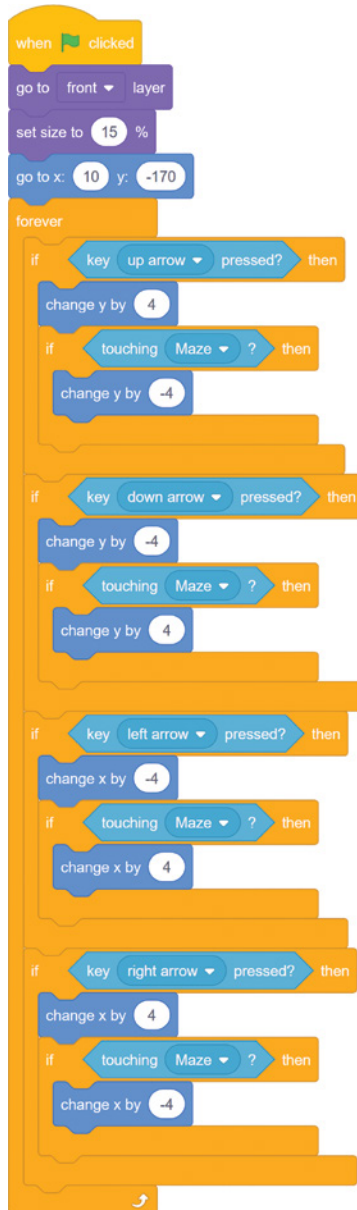 when clicked
go to front layer
set size to 15 %
go to x: 10 y: -170
forever
if key up arrow pressed? then
change y by 4
if touching Maze ? then
change y by -4
if key down arrow pressed? then
change y by -4
if touching Maze ? then
change y by 4
if key left arrow pressed? then
change x by -4
if touching Maze ? then
change x by 4
if key right arrow pressed? then
change x by 4
if touching Maze ? then
change x by -4